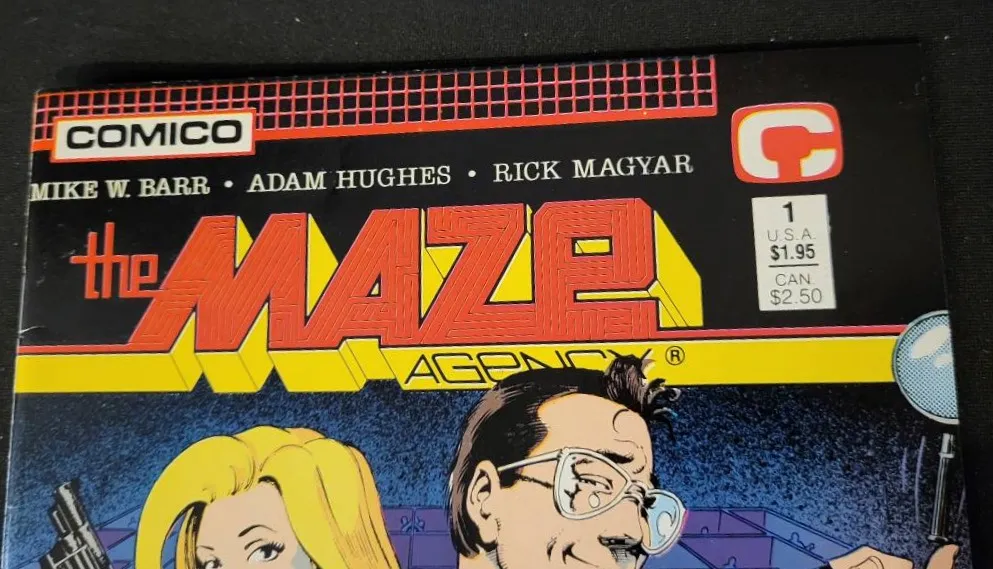 COMICO
MIKE W. BARR • ADAM HUGHES • RICK MAGYAR
C
the MAZE
AGENCY ®
1
U.S.A.
$1.95
CAN.
$2.50